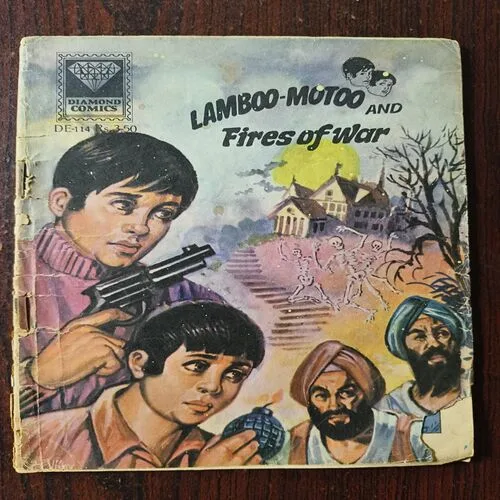 DIAMOND
COMICS
DE-114 Rs. 3.50
LAMBOO-MOTOO AND
Fires of War